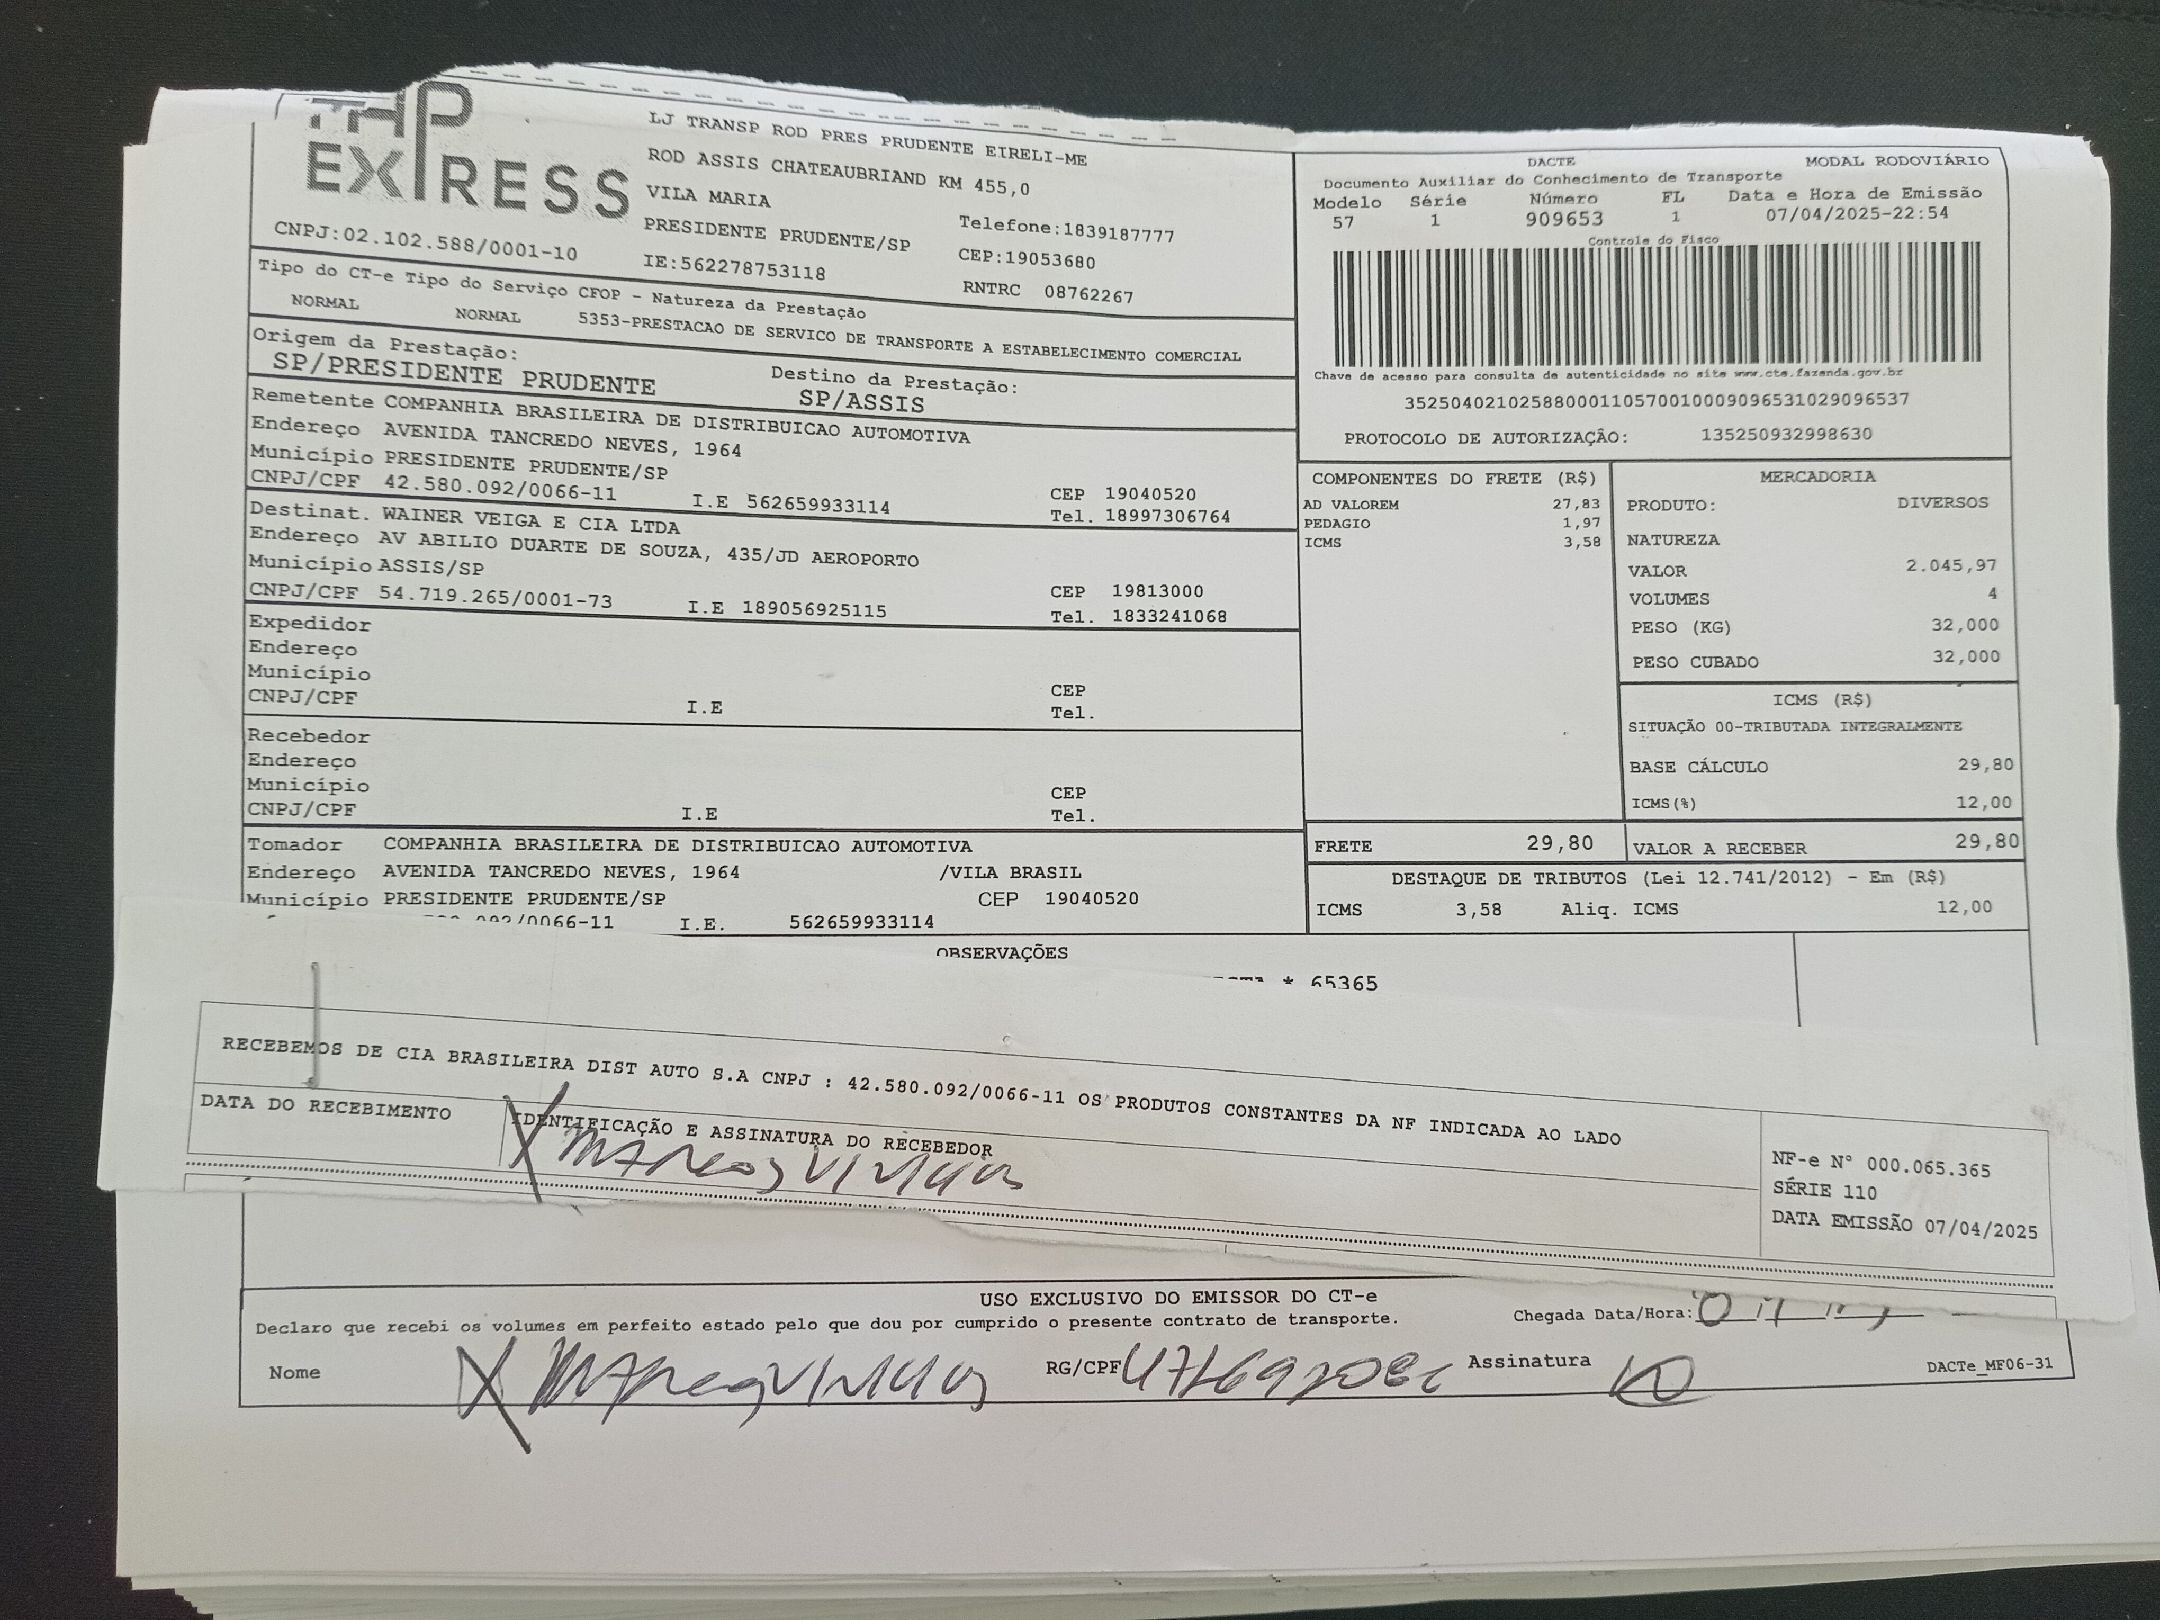 THP
EXPRESS
CNPJ:02.102.588/0001-10
LJ TRANSP ROD PRES PRUDENTE EIRELI-ME
ROD ASSIS CHATEAUBRIAND KM 455,0
VILA MARIA
PRESIDENTE PRUDENTE/SP Telefone:1839187777
IE:562278753118 CEP:19053680
RNTRC 08762267
DACTE MODAL RODOVIÁRIO
Documento Auxiliar do Conhecimento de Transporte
Modelo Série Número FL Data e Hora de Emissão
57 1 909653 1 07/04/2025-22:54
Controle do Fisco
Chave de acesso para consulta de autenticidade no site www.cte.fazenda.gov.br
35250402102588000110570010009096531029096537
PROTOCOLO DE AUTORIZAÇÃO: 135250932998630
Tipo do CT-e Tipo do Serviço CFOP - Natureza da Prestação
NORMAL NORMAL 5353-PRESTACAO DE SERVICO DE TRANSPORTE A ESTABELECIMENTO COMERCIAL
Origem da Prestação: Destino da Prestação:
SP/PRESIDENTE PRUDENTE SP/ASSIS
Remetente COMPANHIA BRASILEIRA DE DISTRIBUICAO AUTOMOTIVA
Endereço AVENIDA TANCREDO NEVES, 1964
Município PRESIDENTE PRUDENTE/SP CEP 19040520
CNPJ/CPF 42.580.092/0066-11 I.E 562659933114 Tel. 18997306764
Destinat. WAINER VEIGA E CIA LTDA
Endereço AV ABILIO DUARTE DE SOUZA, 435/JD AEROPORTO
Município ASSIS/SP CEP 19813000
CNPJ/CPF 54.719.265/0001-73 I.E 189056925115 Tel. 1833241068
Expedidor
Endereço
Município CEP
CNPJ/CPF I.E Tel.
Recebedor
Endereço
Município CEP
CNPJ/CPF I.E Tel.
Tomador COMPANHIA BRASILEIRA DE DISTRIBUICAO AUTOMOTIVA
Endereço AVENIDA TANCREDO NEVES, 1964 /VILA BRASIL
Município PRESIDENTE PRUDENTE/SP CEP 19040520
092/0066-11 I.E. 562659933114
COMPONENTES DO FRETE (R$)
AD VALOREM 27,83
PEDAGIO 1,97
ICMS 3,58
MERCADORIA
PRODUTO: DIVERSOS
NATUREZA
VALOR 2.045,97
VOLUMES 4
PESO (KG) 32,000
PESO CUBADO 32,000
ICMS (R$)
SITUAÇÃO 00-TRIBUTADA INTEGRALMENTE
BASE CÁLCULO 29,80
ICMS(%) 12,00
FRETE 29,80 VALOR A RECEBER 29,80
DESTAQUE DE TRIBUTOS (Lei 12.741/2012) - Em (R$)
ICMS 3,58 Aliq. ICMS 12,00
OBSERVAÇÕES
* 65365
RECEBEMOS DE CIA BRASILEIRA DIST AUTO S.A CNPJ : 42.580.092/0066-11 OS PRODUTOS CONSTANTES DA NF INDICADA AO LADO
DATA DO RECEBIMENTO IDENTIFICAÇÃO E ASSINATURA DO RECEBEDOR
X Marcos Vinicius
NF-e N° 000.065.365
SÉRIE 110
DATA EMISSÃO 07/04/2025
USO EXCLUSIVO DO EMISSOR DO CT-e
Declaro que recebi os volumes em perfeito estado pelo que dou por cumprido o presente contrato de transporte. Chegada Data/Hora:
Nome X Marcos Vinicius RG/CPF Assinatura
DACTe_MF06-31